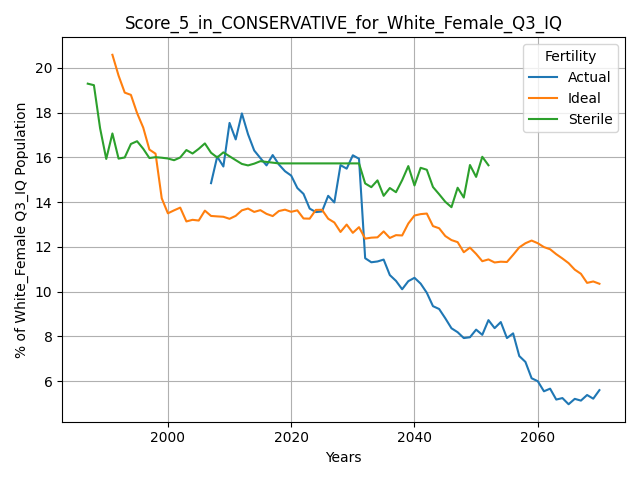 Score_5_in_CONSERVATIVE_for_White_Female_Q3_IQ
Fertility
Actual
Ideal
Sterile
% of White_Female Q3_IQ Population
20
18
16
14
12
10
8
6
2000
2020
2040
2060
Years